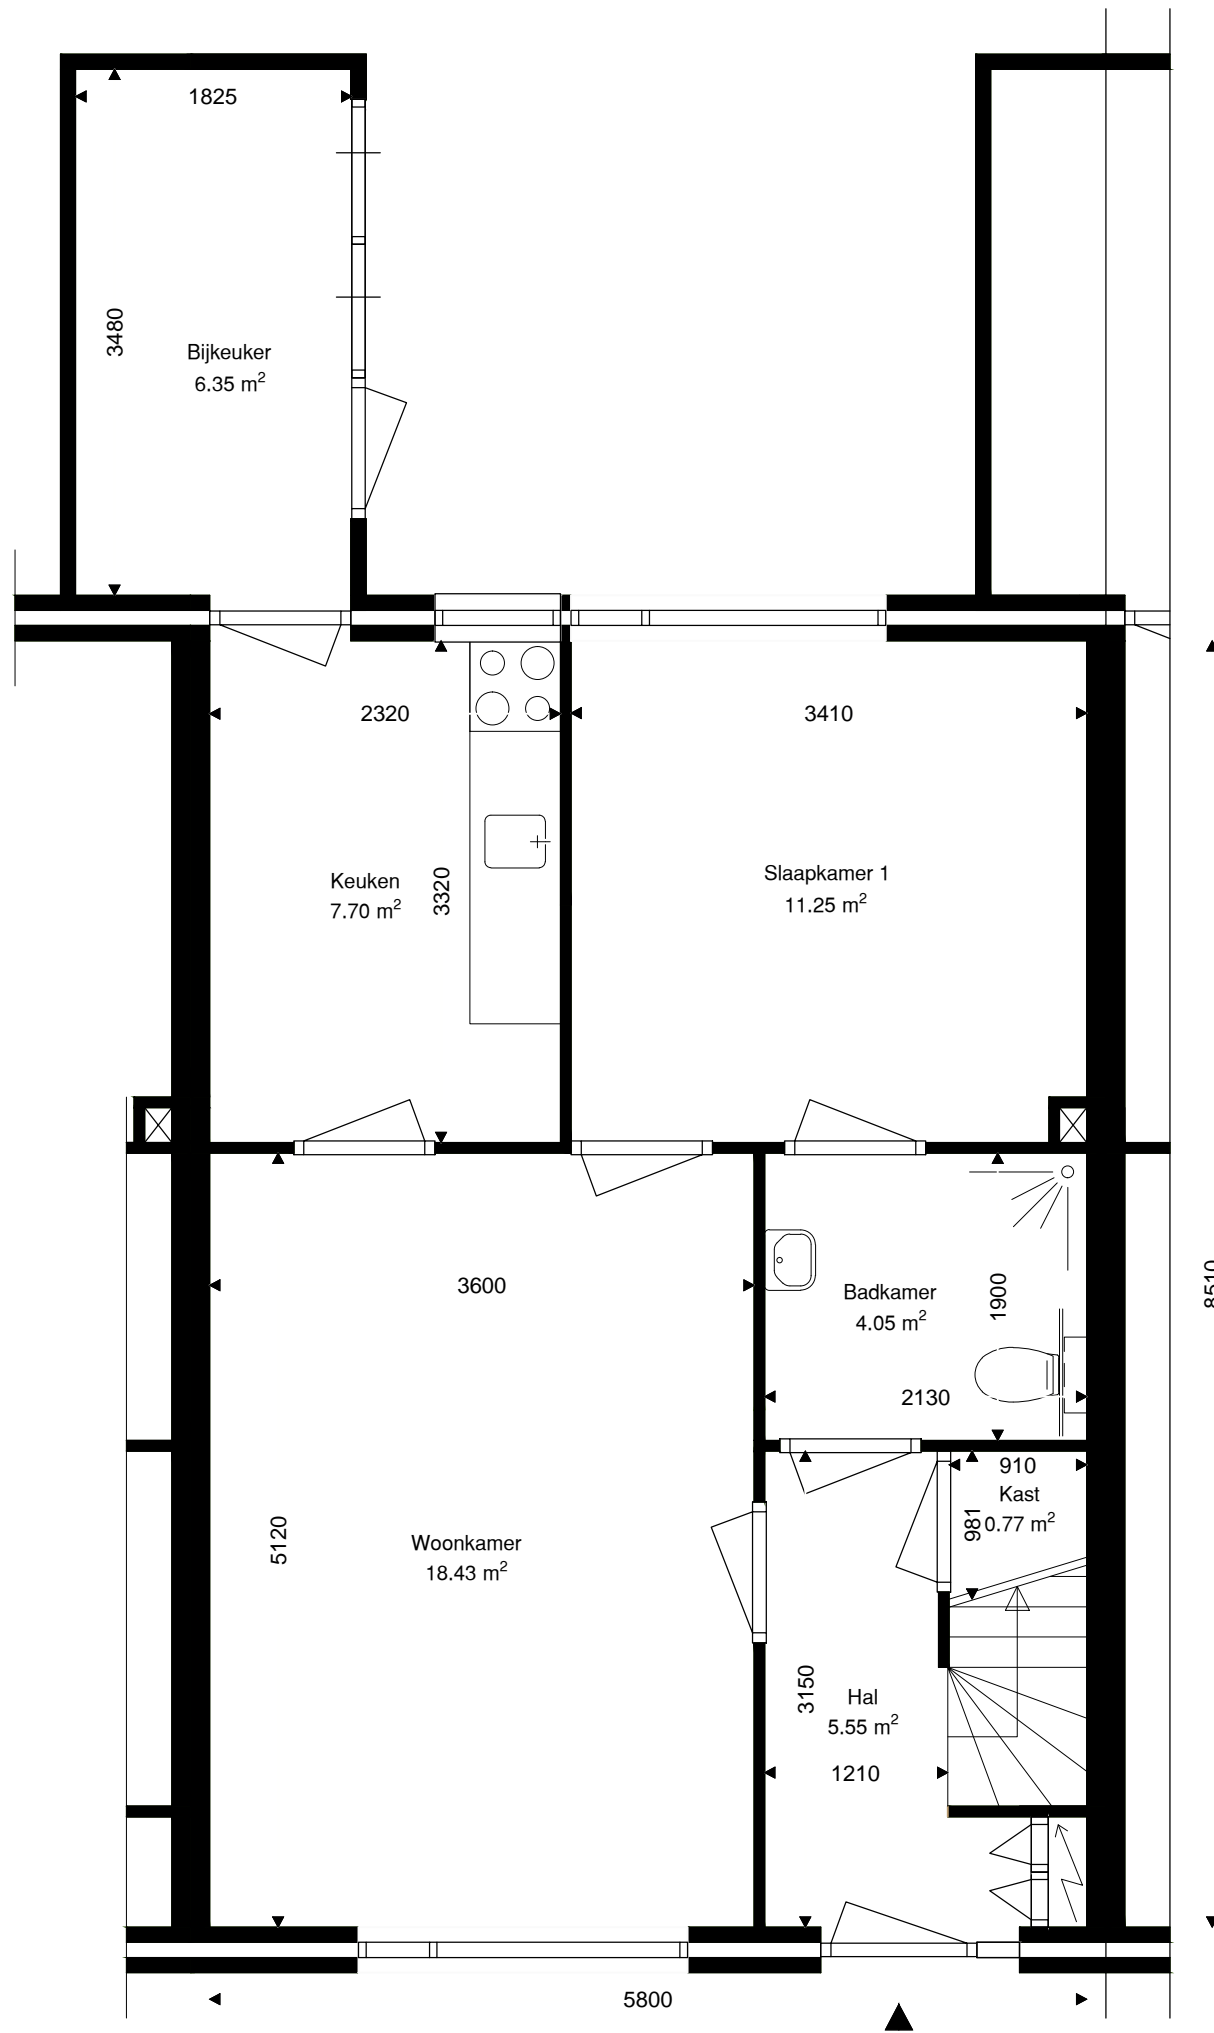 1825
3480
Bijkeuker
6.35 m²
2320
3410
Keuken
7.70 m²
3320
Slaapkamer 1
11.25 m²
3600
Badkamer
4.05 m²
1900
8510
2130
910
Kast
0.77 m²
981
5120
Woonkamer
18.43 m²
3150
Hal
5.55 m²
1210
5800